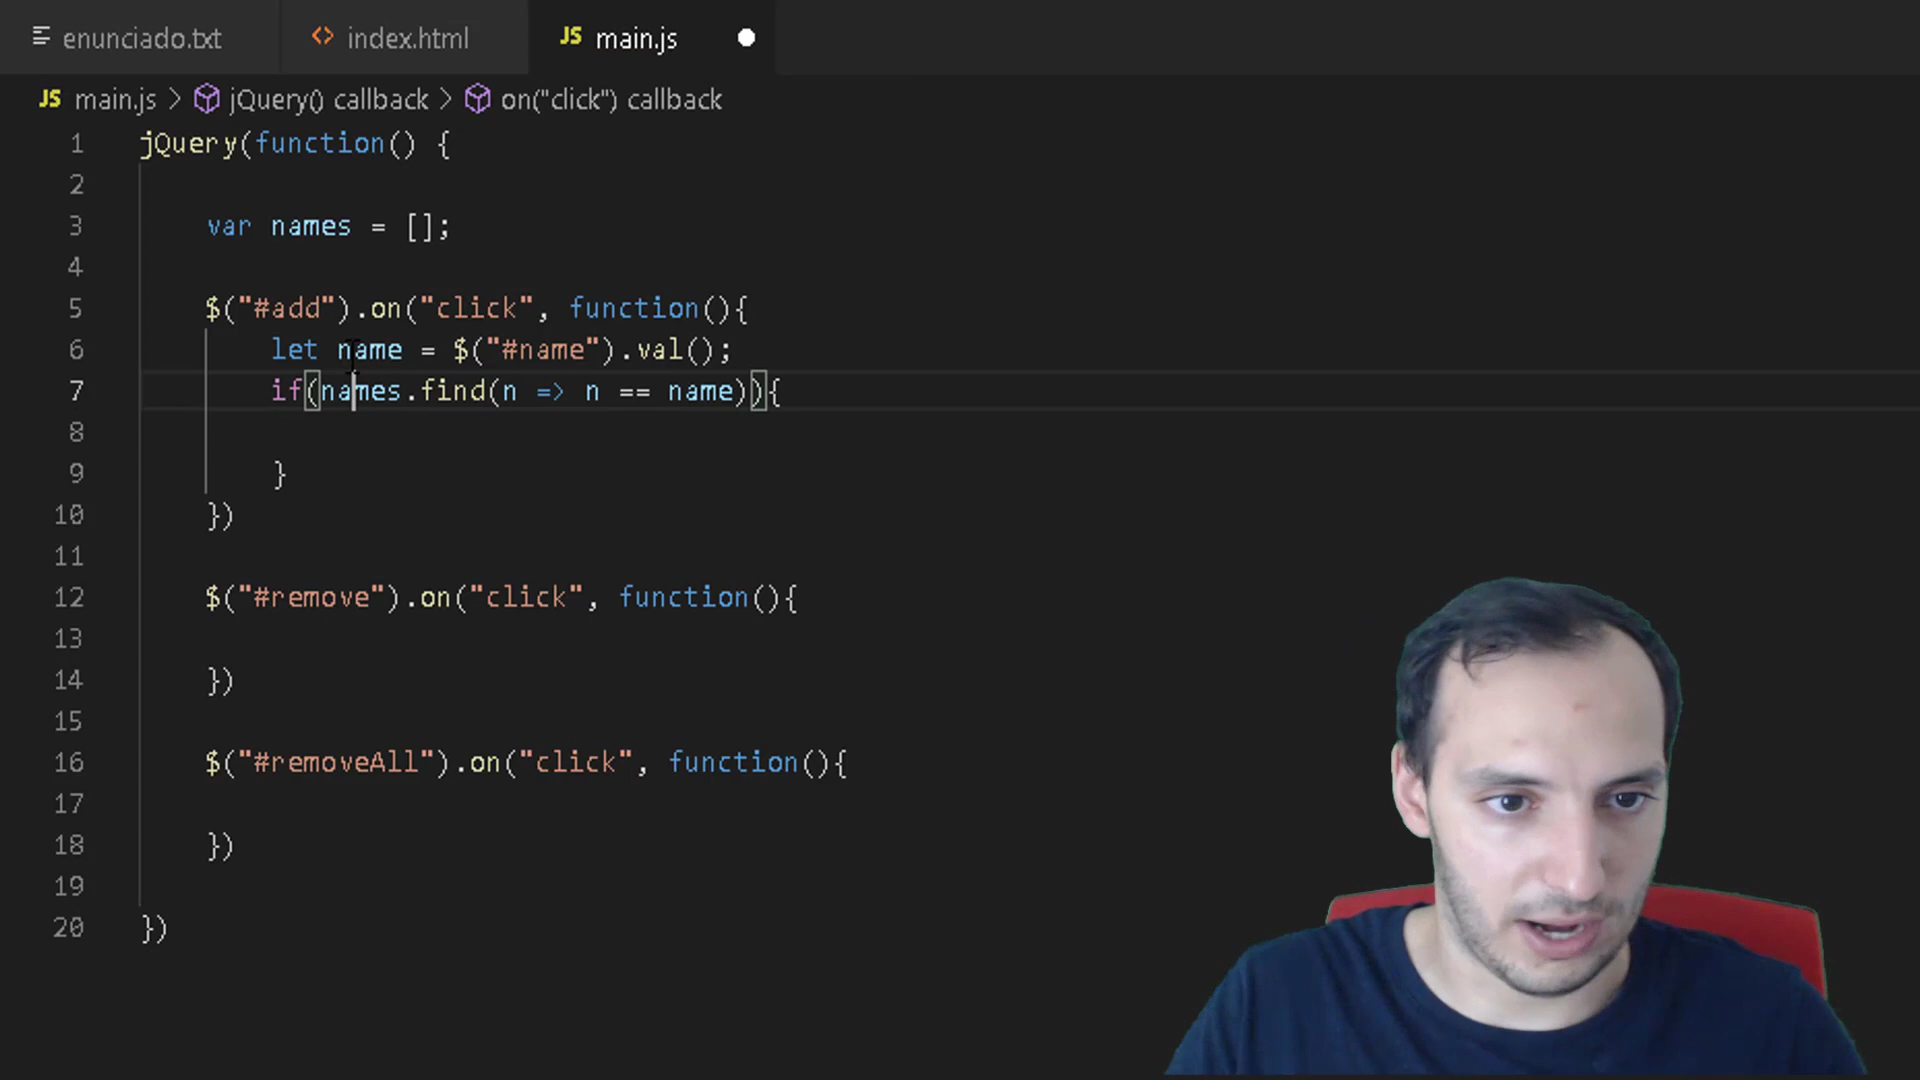 enunciado.txt
<> index.html
JS main.js
JS main.js > jQuery() callback > on("click") callback
1 jQuery(function() {
2
3 var names = [];
4
5 $("#add").on("click", function(){
6 let name = $("#name").val();
7 if(names.find(n => n == name)){
8
9 }
10 })
11
12 $("#remove").on("click", function(){
13
14 })
15
16 $("#removeAll").on("click", function(){
17
18 })
19
20 })